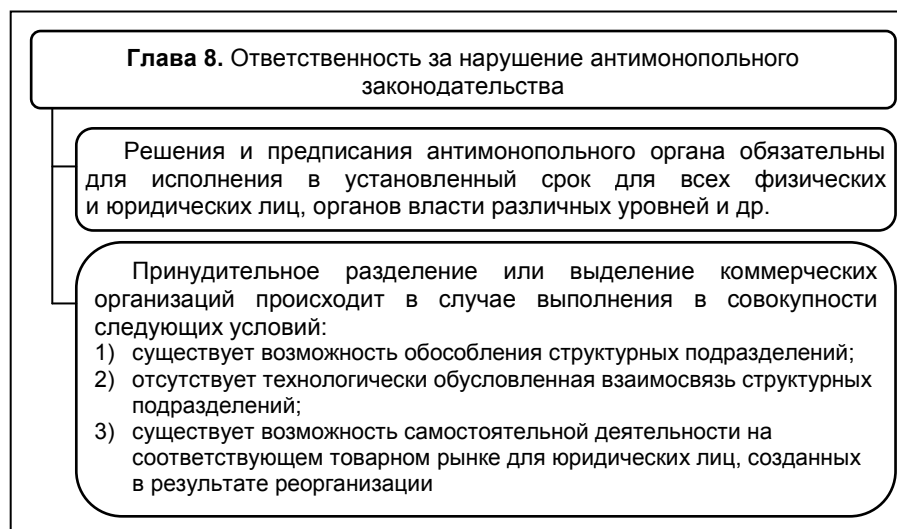 Глава 8. Ответственность за нарушение антимонопольного
законодательства
Решения и предписания антимонопольного органа обязательны
для исполнения в установленный срок для всех физических
и юридических лиц, органов власти различных уровней и др.
Принудительное разделение или выделение коммерческих
организаций происходит в случае выполнения в совокупности
следующих условий:
1) существует возможность обособления структурных подразделений;
2) отсутствует технологически обусловленная взаимосвязь структурных
подразделений;
3) существует возможность самостоятельной деятельности на
соответствующем товарном рынке для юридических лиц, созданных
в результате реорганизации